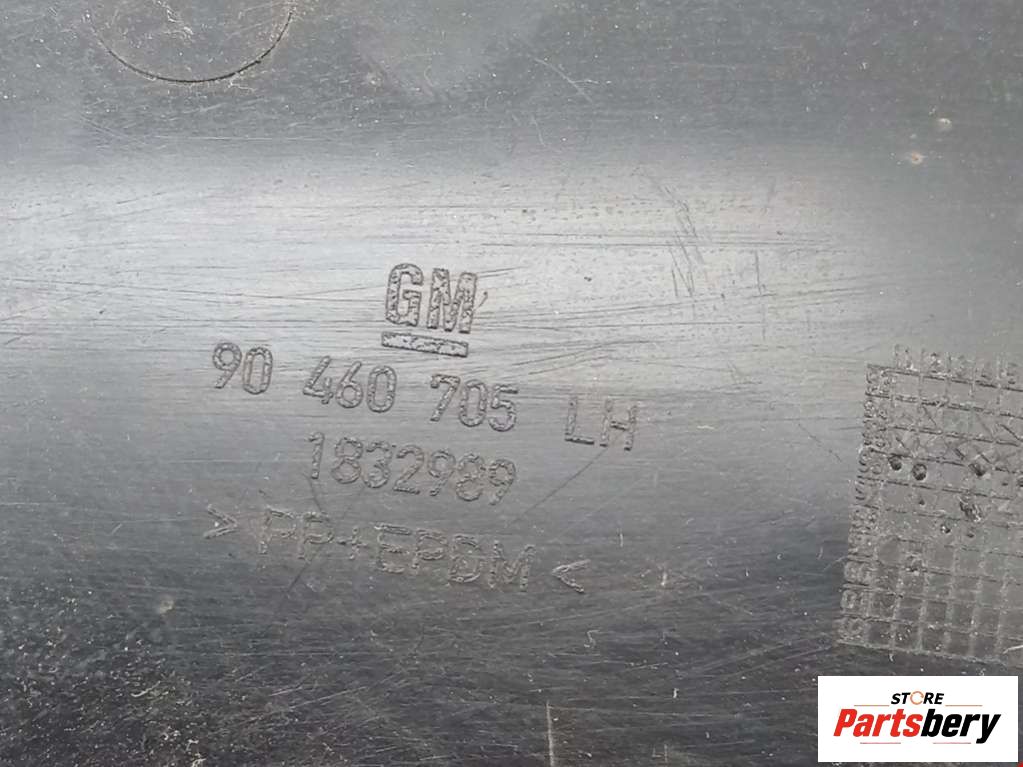 GM
90 460 705 LH
1832989
>PP+EPDM<
STORE
Partsbery